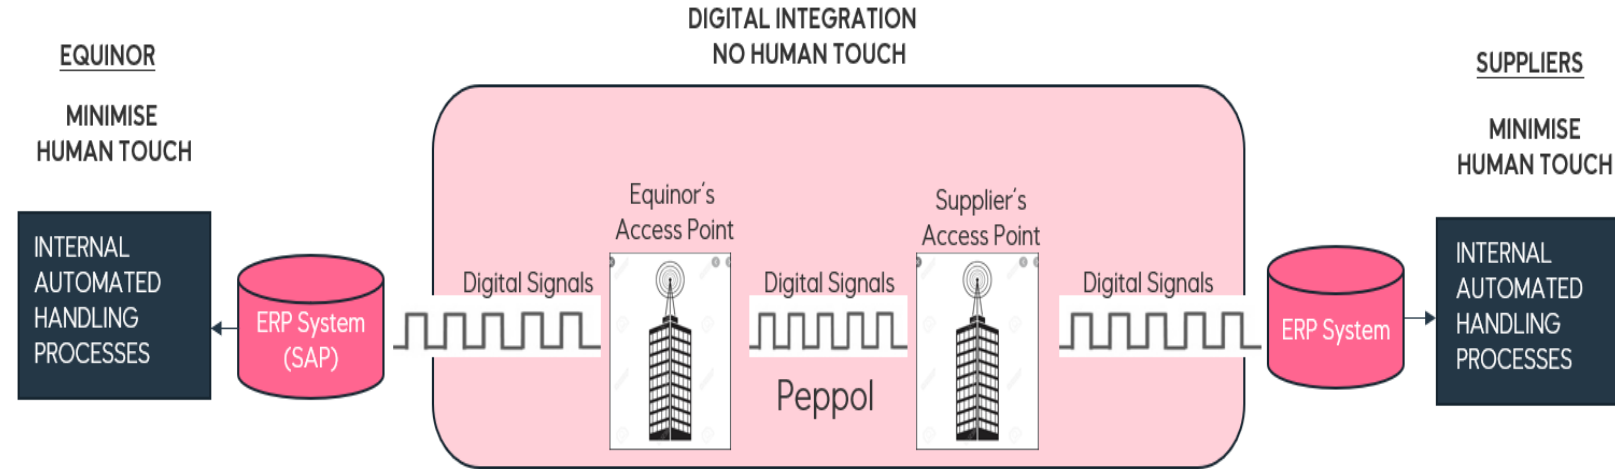 DIGITAL INTEGRATION
NO HUMAN TOUCH
EQUINOR
MINIMISE
HUMAN TOUCH
INTERNAL
AUTOMATED
HANDLING
PROCESSES
ERP System
(SAP)
Digital Signals
Equinor's
Access Point
Digital Signals
Peppol
Supplier's
Access Point
Digital Signals
ERP System
SUPPLIERS
MINIMISE
HUMAN TOUCH
INTERNAL
AUTOMATED
HANDLING
PROCESSES